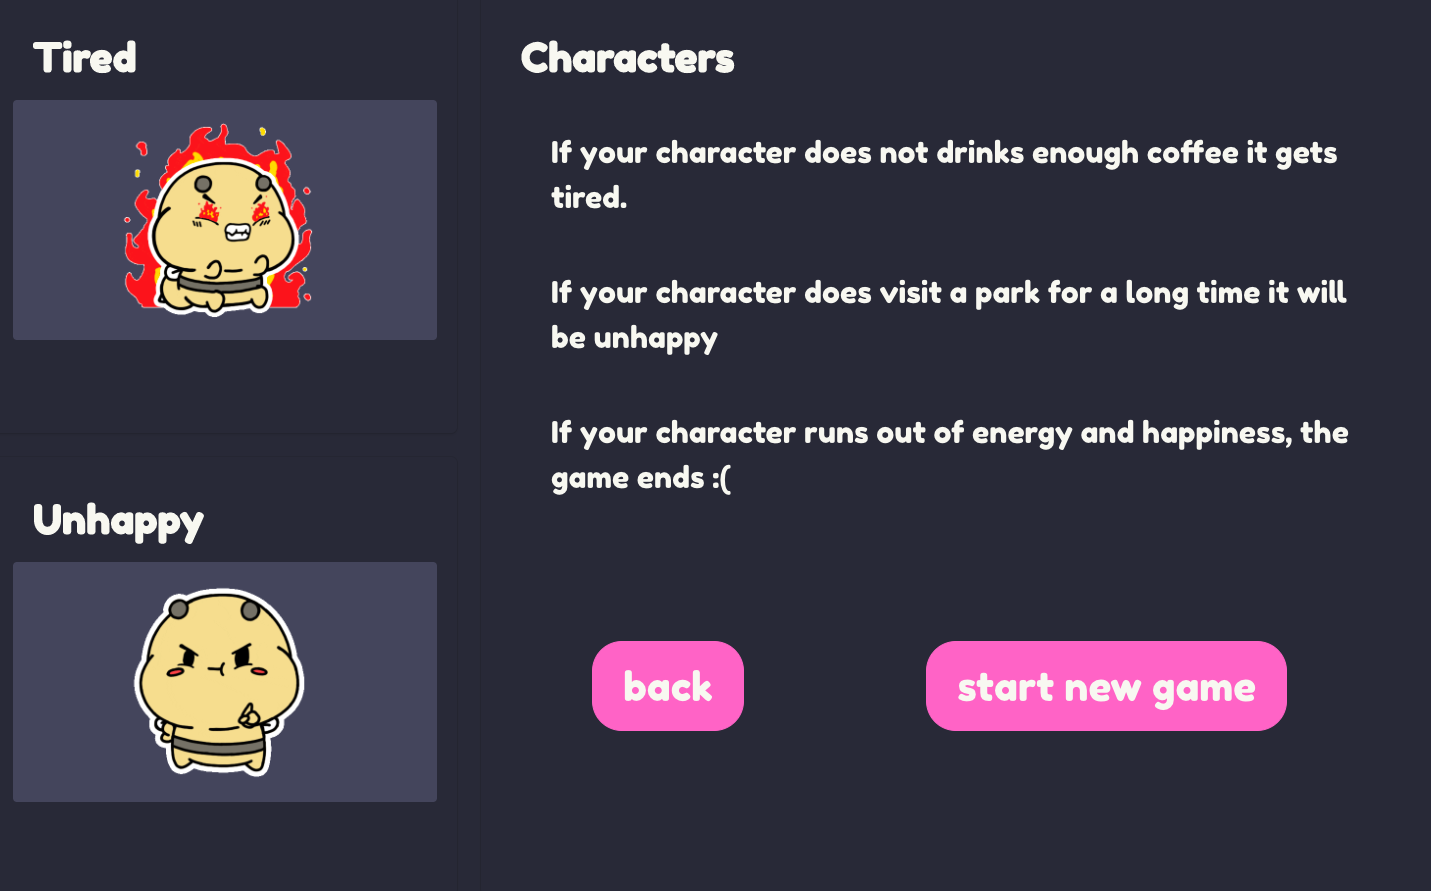 Tired
Unhappy
Characters
If your character does not drinks enough coffee it gets
tired.
If your character does visit a park for a long time it will
be unhappy
If your character runs out of energy and happiness, the
game ends :(
back
start new game